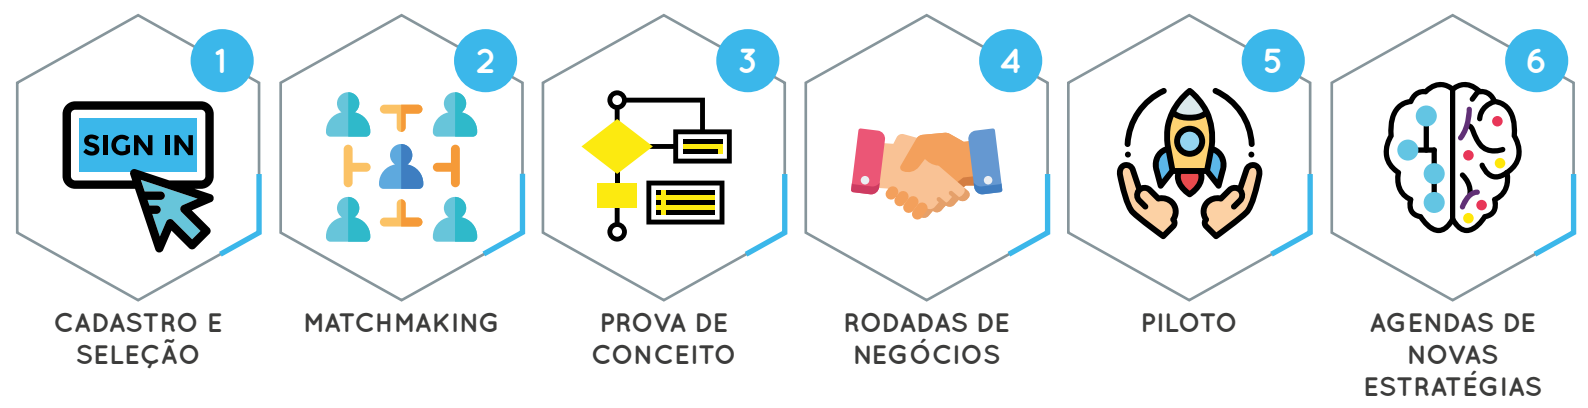 1
SIGN IN
CADASTRO E
SELEÇÃO
2
MATCHMAKING
3
PROVA DE
CONCEITO
4
RODADAS DE
NEGÓCIOS
5
PILOTO
6
AGENDAS DE
NOVAS
ESTRATÉGIAS